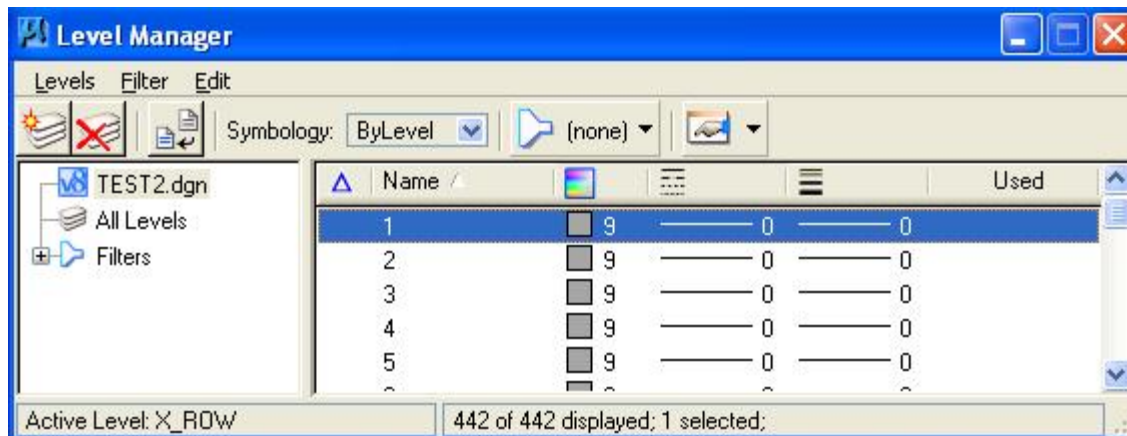 Level Manager
Levels Filter Edit
Symbology: ByLevel (none)
TEST2.dgn
All Levels
Filters
Name Used
1 9 0 0
2 9 0 0
3 9 0 0
4 9 0 0
5 9 0 0
Active Level: X_ROW 442 of 442 displayed; 1 selected;